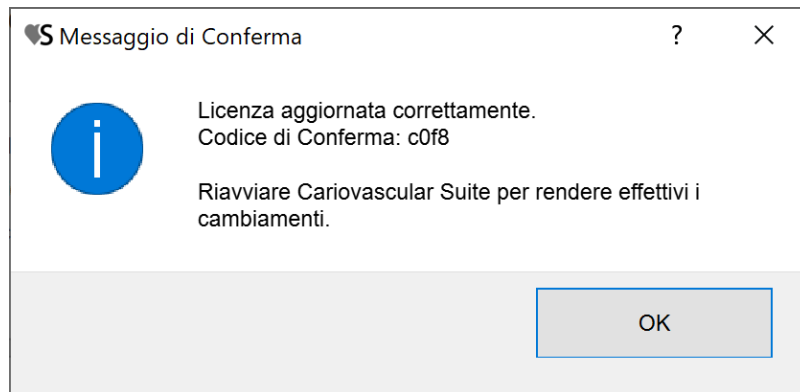 S Messaggio di Conferma
?
Licenza aggiornata correttamente.
Codice di Conferma: c0f8
Riavviare Cariovascular Suite per rendere effettivi i
cambiamenti.
OK